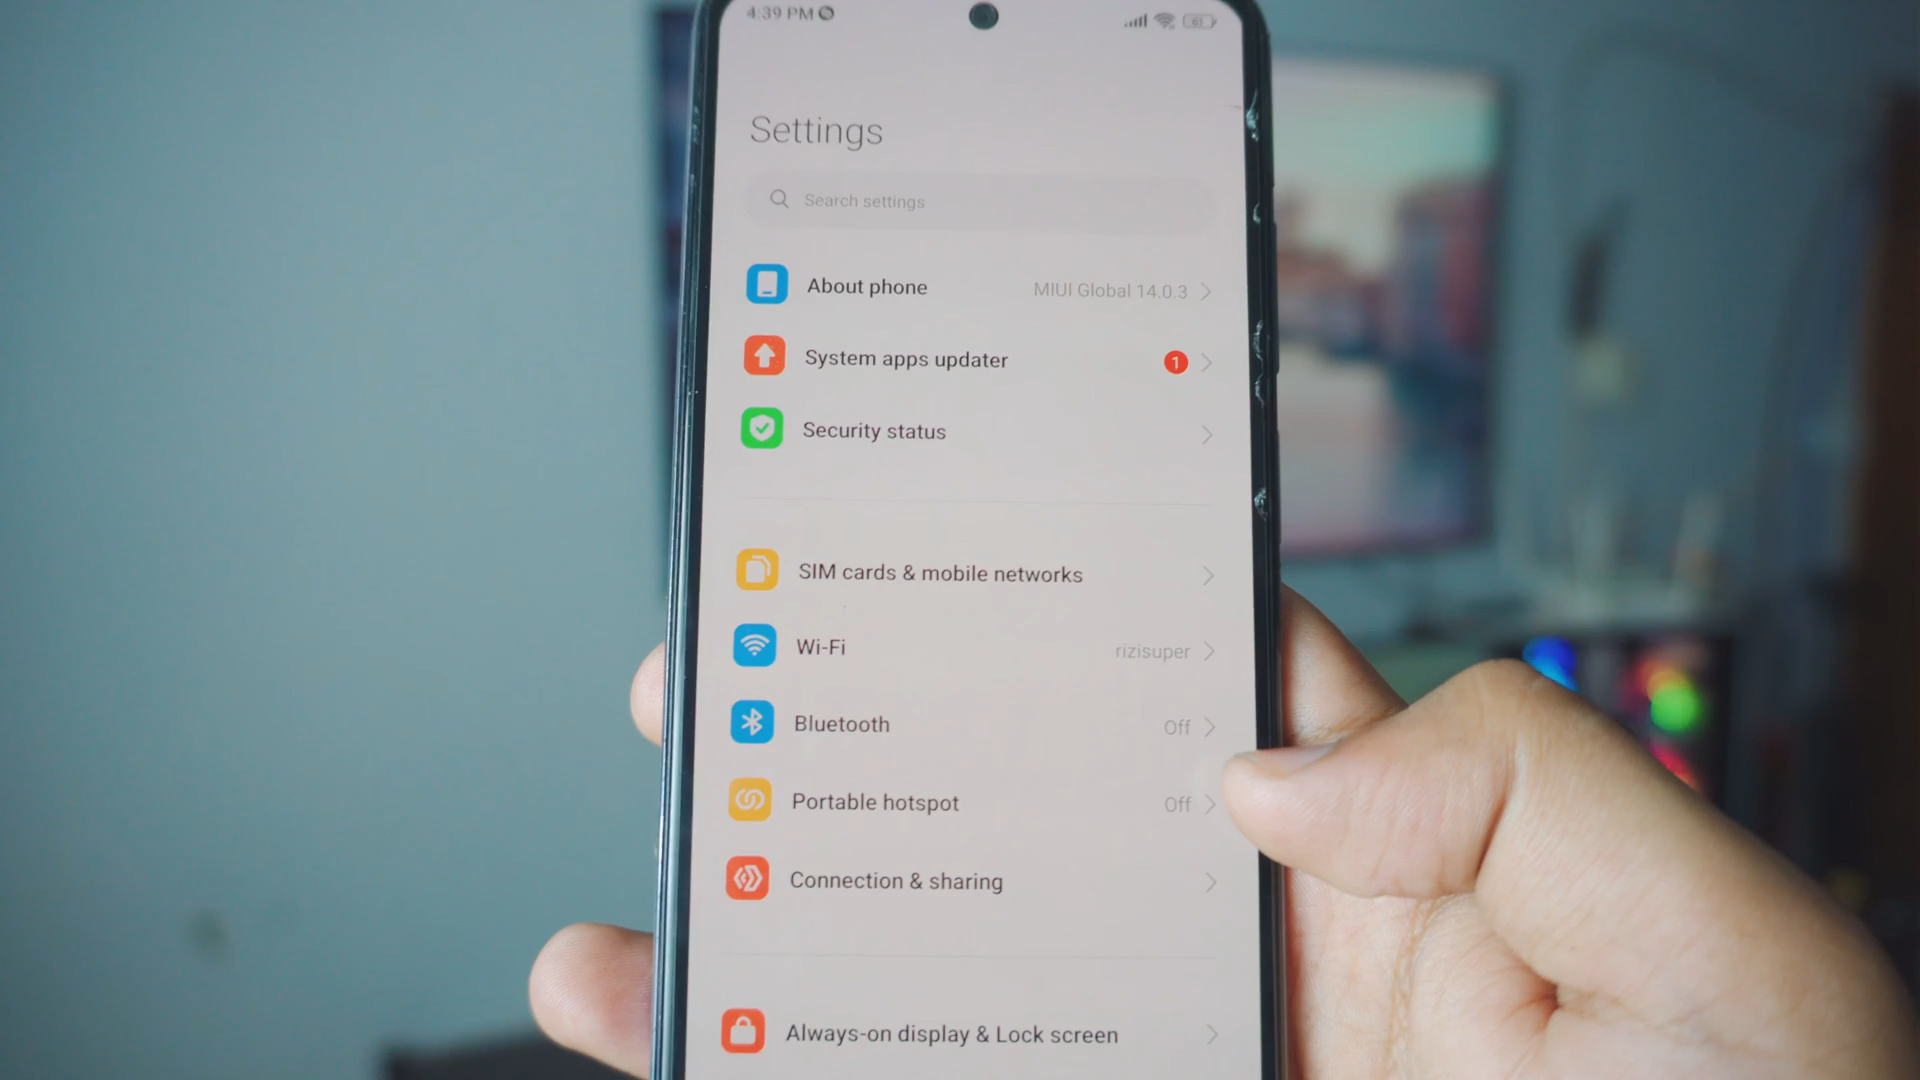 4:39 PM
61
Settings
Search settings
About phone MIUI Global 14.0.3
System apps updater 1
Security status
SIM cards & mobile networks
Wi-Fi rizisuper
Bluetooth Off
Portable hotspot Off
Connection & sharing
Always-on display & Lock screen